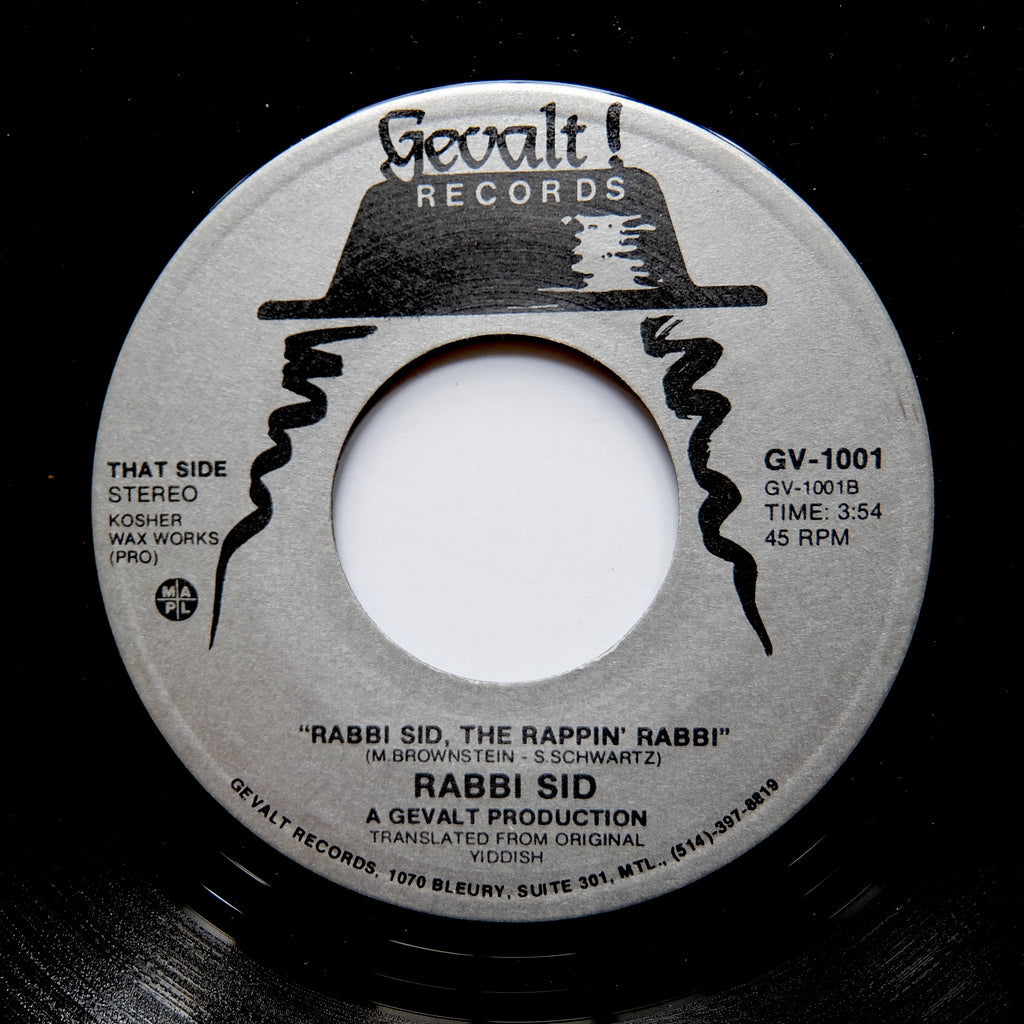 Gevalt!
RECORDS
THAT SIDE
STEREO
KOSHER
WAX WORKS
(PRO)
MA
PL
GV-1001
GV-1001B
TIME: 3:54
45 RPM
"RABBI SID, THE RAPPIN' RABBI"
(M.BROWNSTEIN - S.SCHWARTZ)
RABBI SID
A GEVALT PRODUCTION
TRANSLATED FROM ORIGINAL
YIDDISH
GEVALT RECORDS, 1070 BLEURY, SUITE 301, MTL., (514)-397-8819